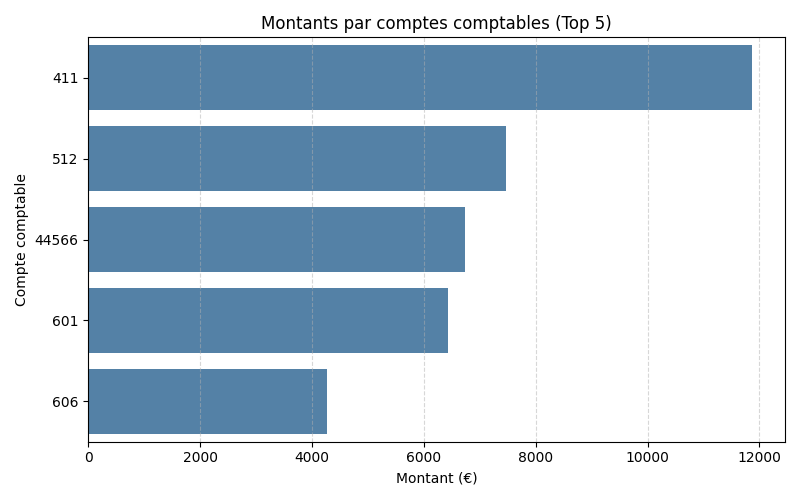 Montants par comptes comptables (Top 5)
411
512
44566
601
606
Compte comptable
0 2000 4000 6000 8000 10000 12000
Montant (€)